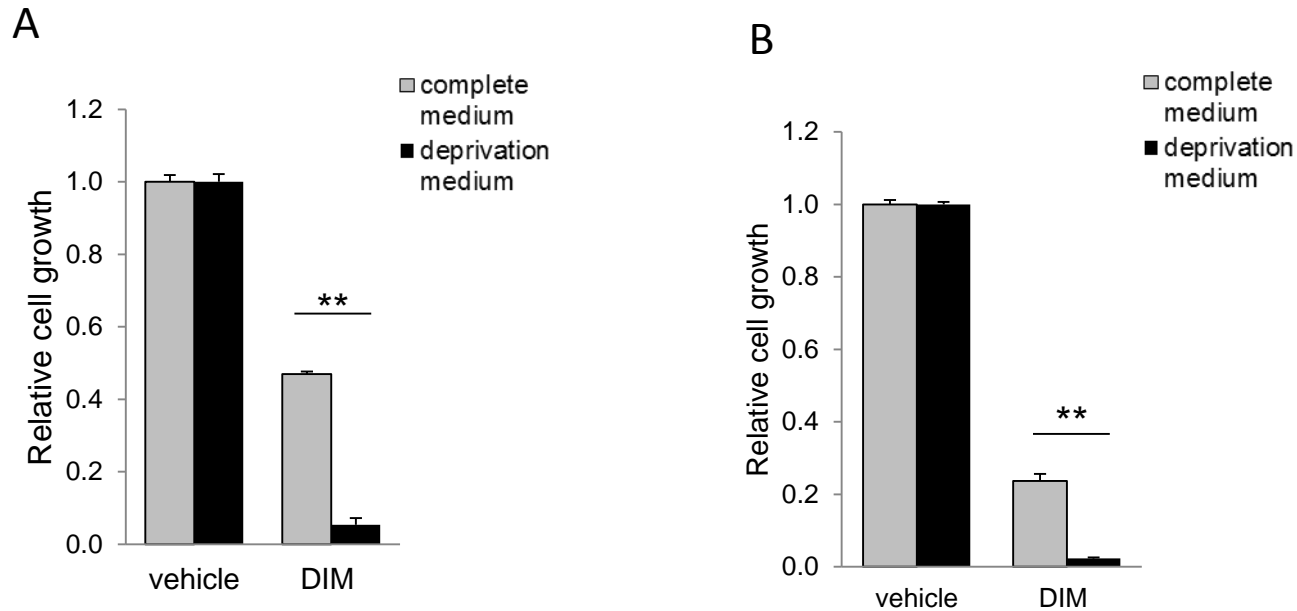 A
complete
medium
deprivation
medium
1.2
1.0
0.8
0.6
0.4
0.2
0.0
Relative cell growth
**
vehicle
DIM
B
complete
medium
deprivation
medium
1.2
1.0
0.8
0.6
0.4
0.2
0.0
Relative cell growth
**
vehicle
DIM